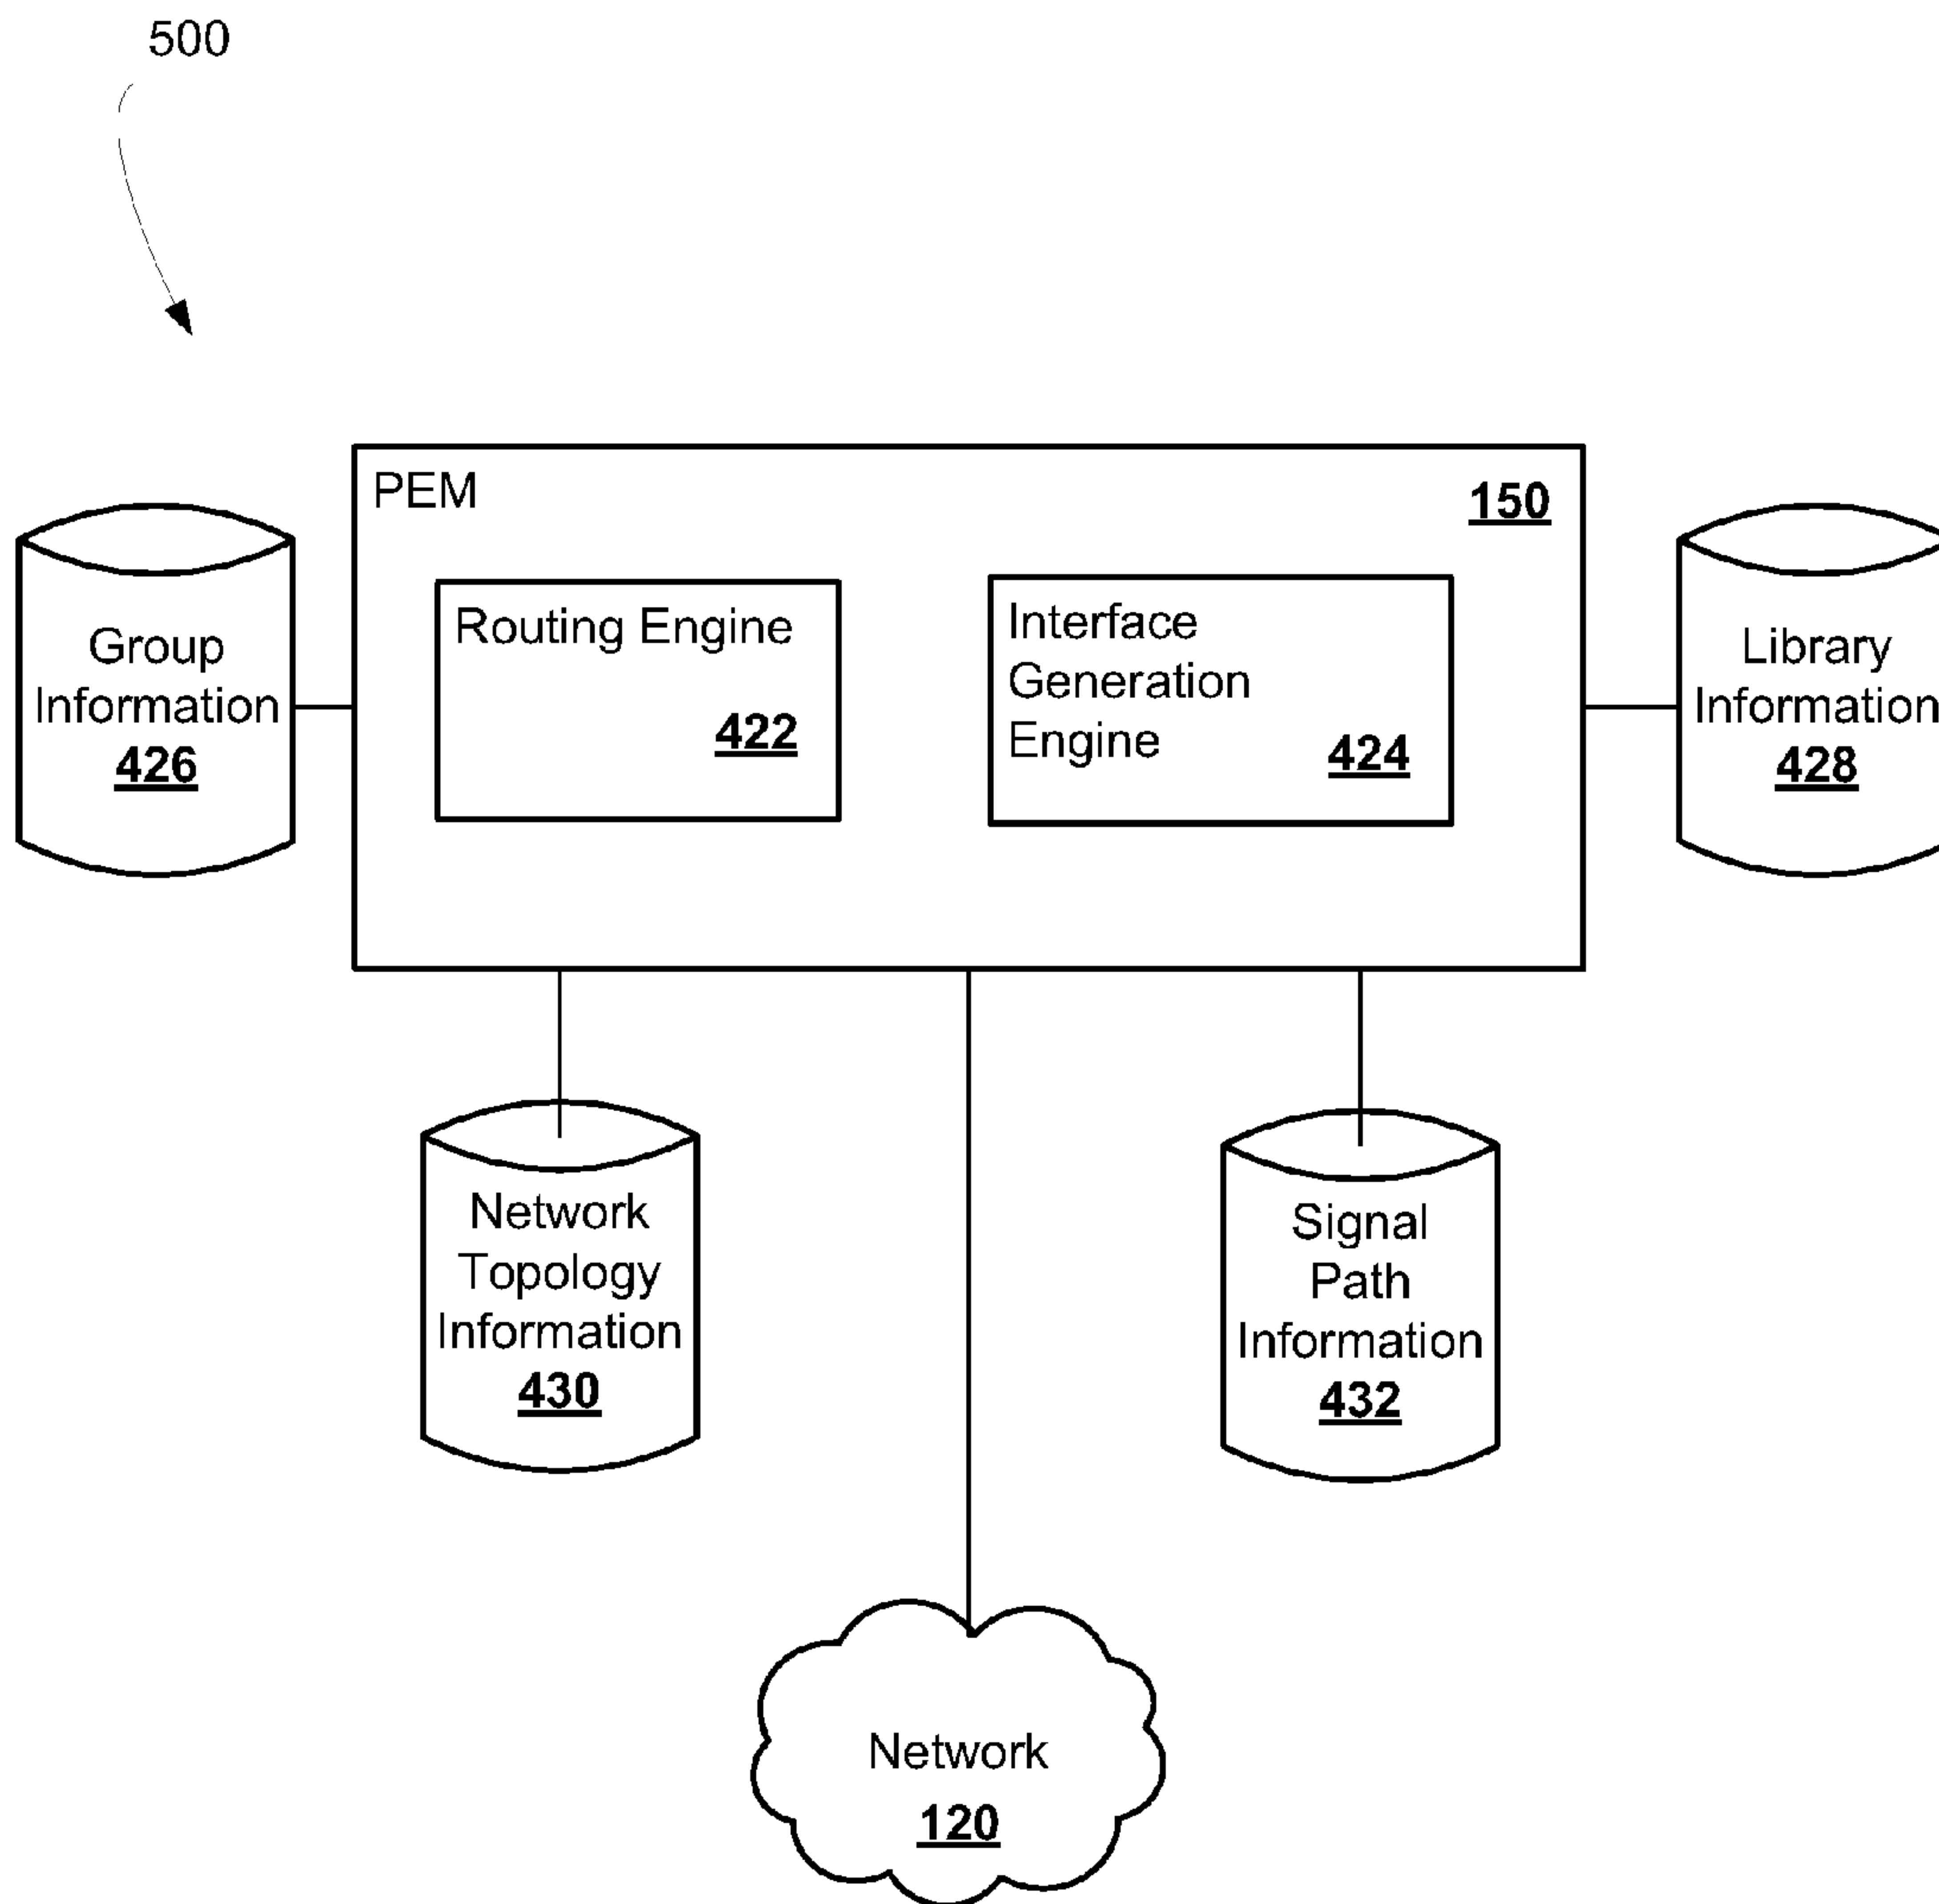 500
PEM
150
Routing Engine
422
Interface
Generation
Engine
424
Group
Information
426
Library
Information
428
Network
Topology
Information
430
Signal
Path
Information
432
Network
120